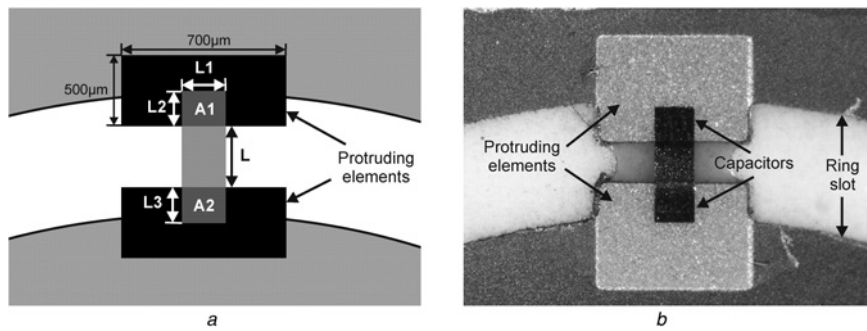 700μm
500μm
L1
L2
A1
L
L3
A2
Protruding
elements
a
Protruding
elements
Capacitors
Ring
slot
b